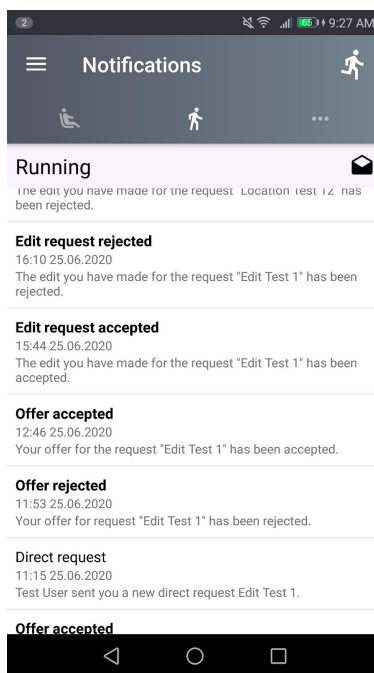 2
65
9:27 AM
Notifications
Running
The edit you have made for the request "Location Test 12" has
been rejected.
Edit request rejected
16:10 25.06.2020
The edit you have made for the request "Edit Test 1" has been
rejected.
Edit request accepted
15:44 25.06.2020
The edit you have made for the request "Edit Test 1" has been
accepted.
Offer accepted
12:46 25.06.2020
Your offer for the request "Edit Test 1" has been accepted.
Offer rejected
11:53 25.06.2020
Your offer for request "Edit Test 1" has been rejected.
Direct request
11:15 25.06.2020
Test User sent you a new direct request Edit Test 1.
Offer accepted